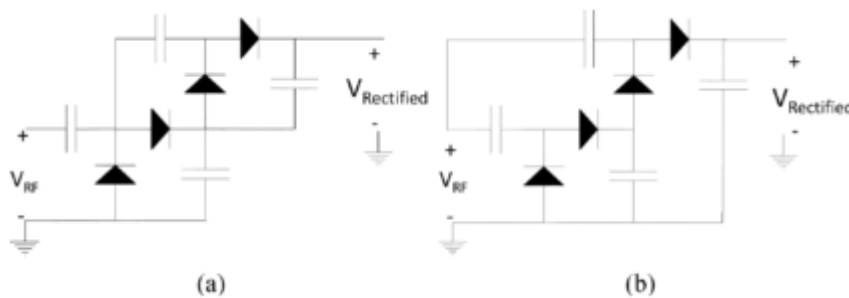 +
V_Rectified
-
+
V_RF
-
(a)
+
V_Rectified
-
+
V_RF
-
(b)